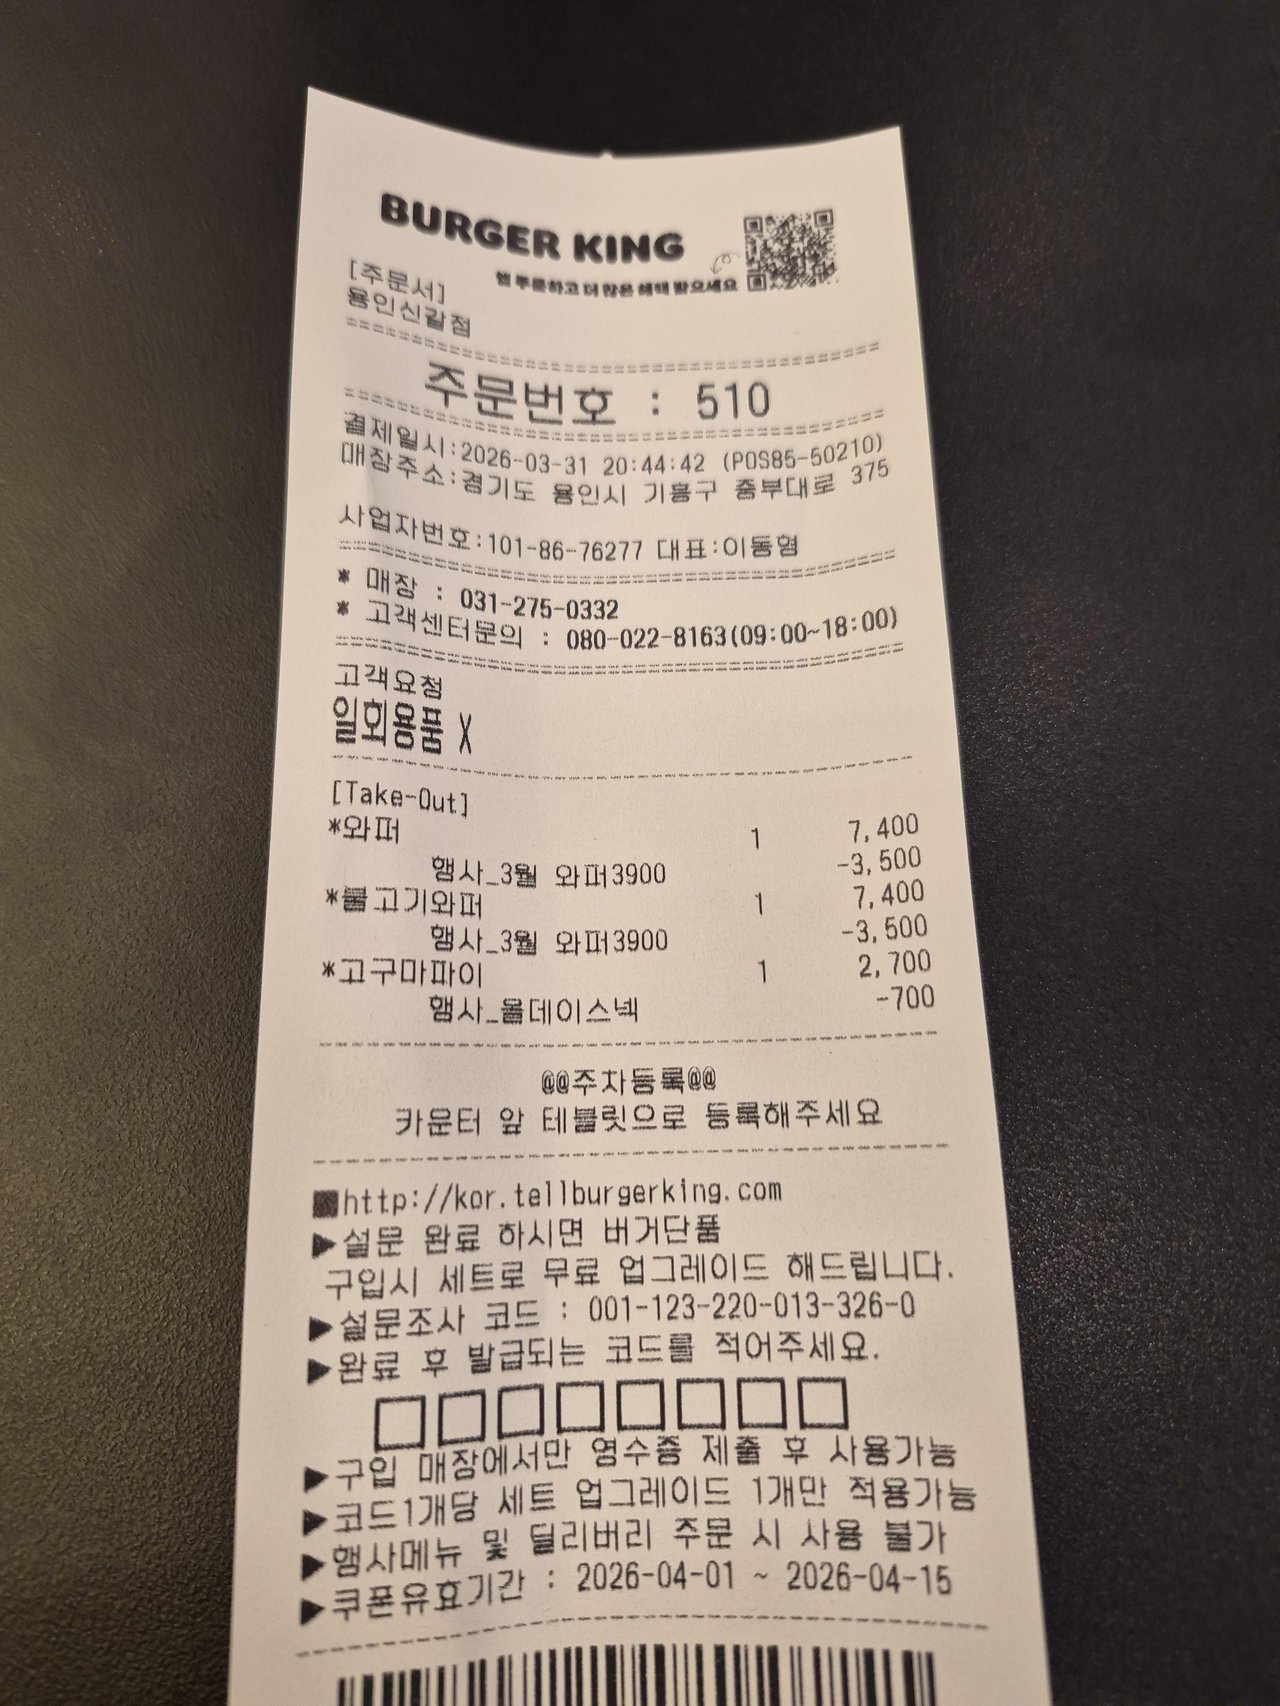 BURGER KING
앱 주문하고 더 많은 혜택 받으세요
[주문서]
용인신갈점
주문번호 : 510
결제일시:2026-03-31 20:44:42 (POS85-50210)
매장주소:경기도 용인시 기흥구 중부대로 375
사업자번호:101-86-76277 대표:이동형
* 매장 : 031-275-0332
* 고객센터문의 : 080-022-8163(09:00~18:00)
고객요청
일회용품 X
[Take-Out]
*와퍼 1 7,400
행사_3월 와퍼3900 -3,500
*불고기와퍼 1 7,400
행사_3월 와퍼3900 -3,500
*고구마파이 1 2,700
행사_올데이스넥 -700
@@주차등록@@
카운터 앞 테블릿으로 등록해주세요
■http://kor.tellburgerking.com
▶설문 완료 하시면 버거단품
구입시 세트로 무료 업그레이드 해드립니다.
▶설문조사 코드 : 001-123-220-013-326-0
▶완료 후 발급되는 코드를 적어주세요.
□□□□□□□□
▶구입 매장에서만 영수증 제출 후 사용가능
▶코드1개당 세트 업그레이드 1개만 적용가능
▶행사메뉴 및 딜리버리 주문 시 사용 불가
▶쿠폰유효기간 : 2026-04-01 ~ 2026-04-15